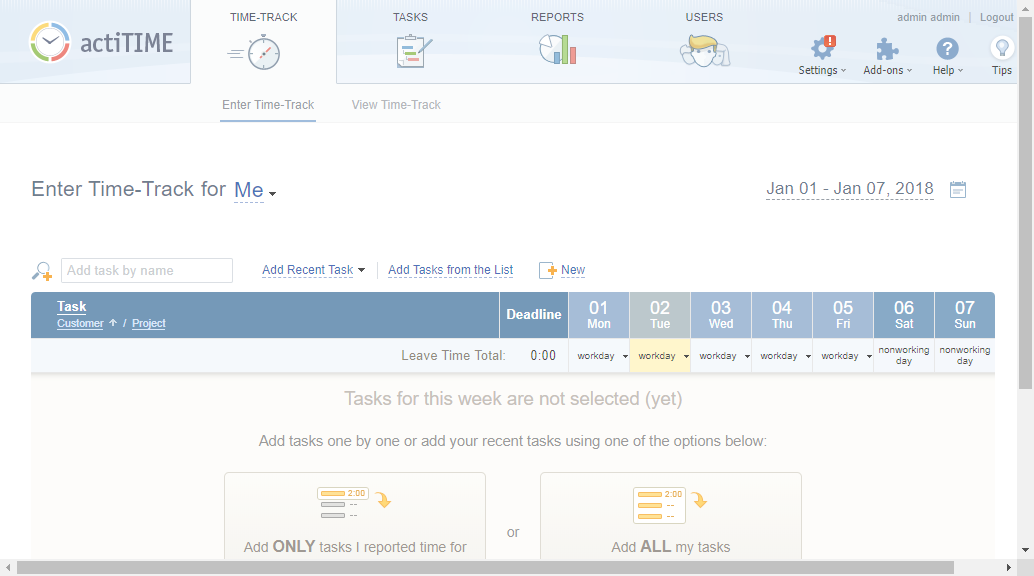 actiTIME
TIME-TRACK
TASKS
REPORTS
USERS
admin admin | Logout
Settings
Add-ons
Help
Tips
Enter Time-Track
View Time-Track
Enter Time-Track for Me
Jan 01 - Jan 07, 2018
Add task by name
Add Recent Task
Add Tasks from the List
New
Task
Customer ↑ / Project
Deadline
01
Mon
02
Tue
03
Wed
04
Thu
05
Fri
06
Sat
07
Sun
Leave Time Total: 0:00
workday
workday
workday
workday
workday
nonworking
day
nonworking
day
Tasks for this week are not selected (yet)
Add tasks one by one or add your recent tasks using one of the options below:
2:00
--
--
Add ONLY tasks I reported time for
or
2:00
--
--
Add ALL my tasks